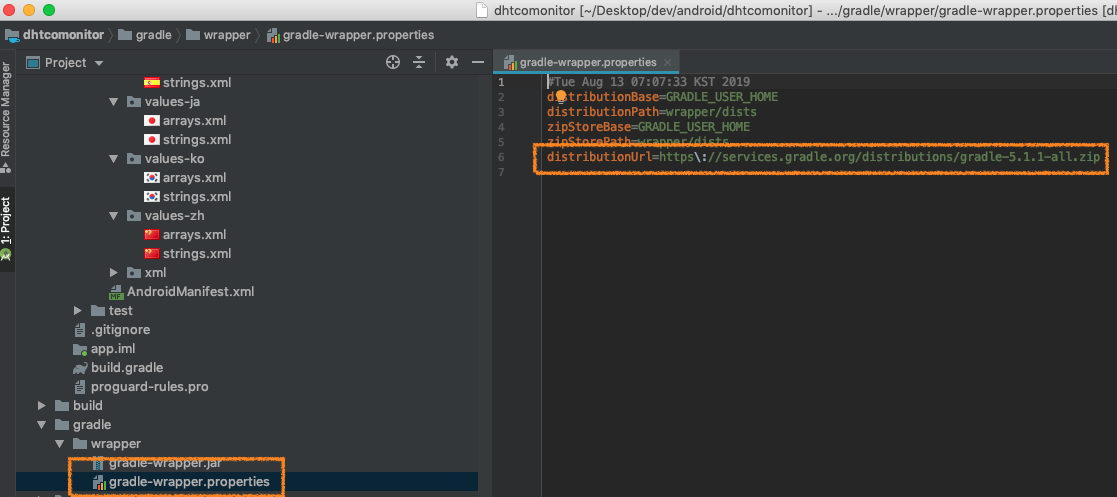 dhtcomonitor [~/Desktop/dev/android/dhtcomonitor] - .../gradle/wrapper/gradle-wrapper.properties [dh
dhtcomonitor gradle wrapper gradle-wrapper.properties
Resource Manager
1: Project
Project
strings.xml
values-ja
arrays.xml
strings.xml
values-ko
arrays.xml
strings.xml
values-zh
arrays.xml
strings.xml
xml
MF AndroidManifest.xml
test
.gitignore
app.iml
build.gradle
proguard-rules.pro
build
gradle
wrapper
gradle-wrapper.jar
gradle-wrapper.properties
gradle-wrapper.properties
1 #Tue Aug 13 07:07:33 KST 2019
2 distributionBase=GRADLE_USER_HOME
3 distributionPath=wrapper/dists
4 zipStoreBase=GRADLE_USER_HOME
5 zipStorePath=wrapper/dists
6 distributionUrl=https\://services.gradle.org/distributions/gradle-5.1.1-all.zip
7